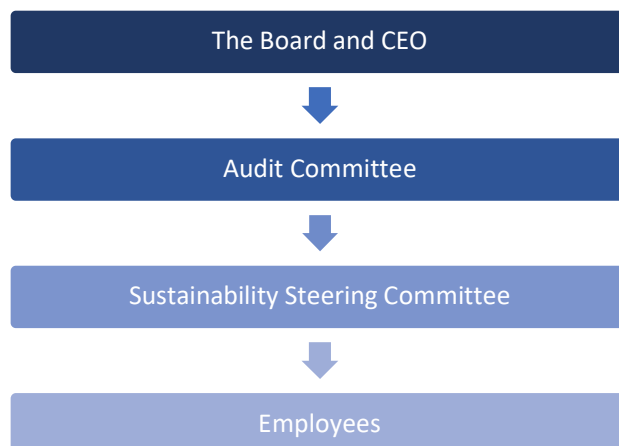 The Board and CEO
Audit Committee
Sustainability Steering Committee
Employees